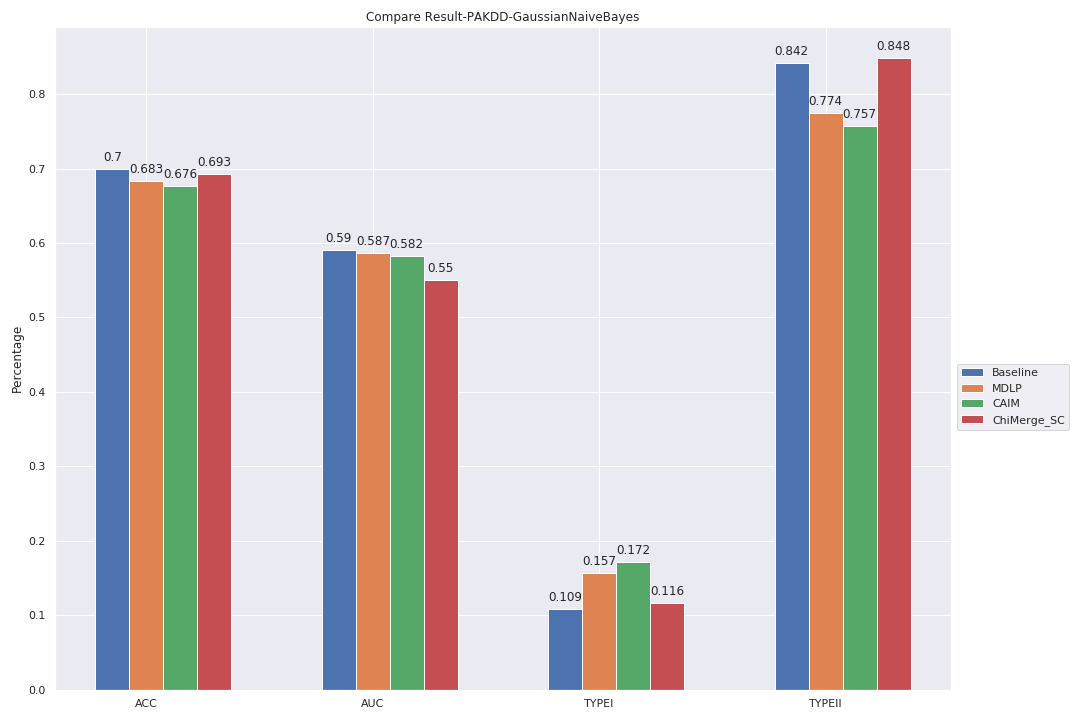 Compare Result-PAKDD-GaussianNaiveBayes
Percentage
0.8
0.7
0.6
0.5
0.4
0.3
0.2
0.1
0.0
0.7
0.683
0.676
0.693
0.59
0.587
0.582
0.55
0.109
0.157
0.172
0.116
0.842
0.774
0.757
0.848
ACC
AUC
TYPEI
TYPEII
Baseline
MDLP
CAIM
ChiMerge_SC